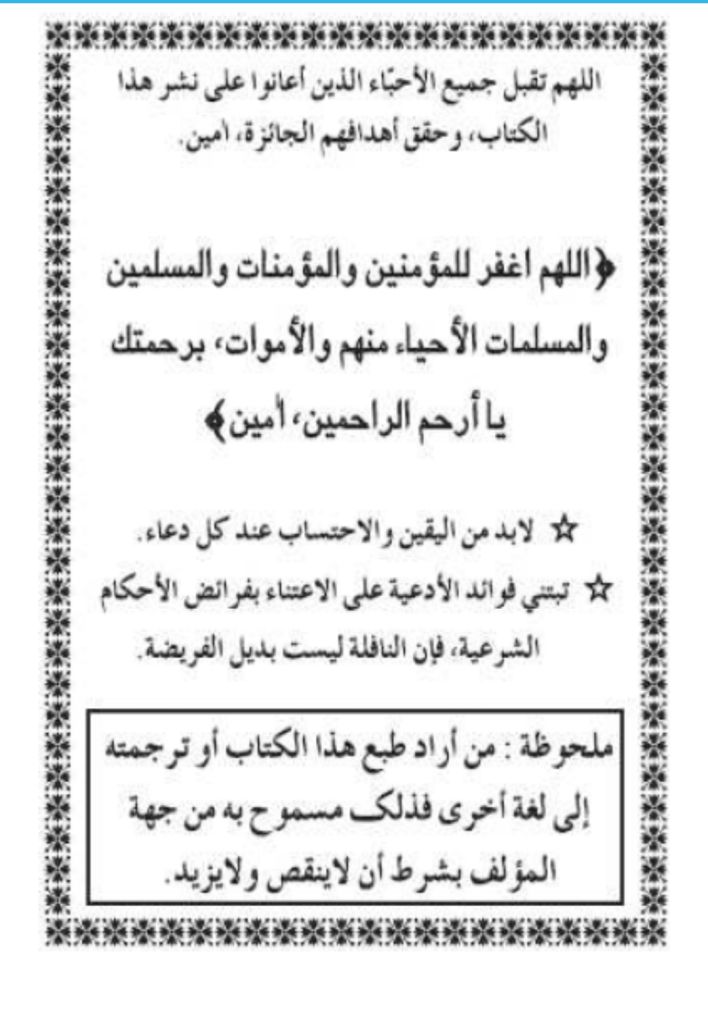 اللهم تقبل جميع الأحبّاء الذين أعانوا على نشر هذا
الكتاب، وحقق أهدافهم الجائزة، اٰمين.
﴿اللهم اغفر للمؤمنين والمؤمنات والمسلمين
والمسلمات الأحياء منهم والأموات، برحمتك
يا أرحم الراحمين، اٰمين﴾
☆ لابد من اليقين والاحتساب عند كل دعاء.
☆ تبتني فوائد الأدعية على الاعتناء بفرائض الأحكام
الشرعية، فإن النافلة ليست بديل الفريضة.
ملحوظة : من أراد طبع هذا الكتاب أو ترجمته
إلى لغة أخرى فذلک مسموح به من جهة
المؤلف بشرط أن لاينقص ولايزيد.